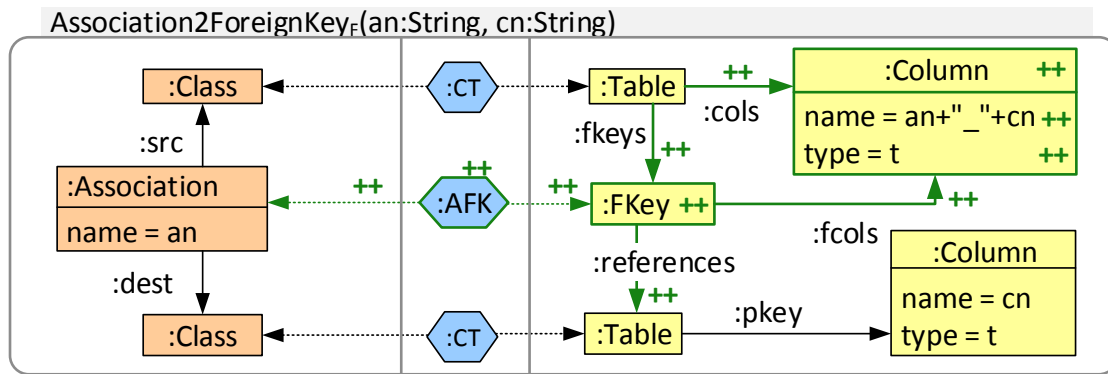 Association2ForeignKeyF(an:String, cn:String)
:Class
:CT
:Table
++
:cols
:Column ++
name = an+"_"+cn ++
type = t ++
:src
:fkeys
++
:Association
name = an
++
++
:AFK
++
:FKey ++
++
:fcols
:dest
:references
++
:Class
:CT
:Table
:pkey
:Column
name = cn
type = t